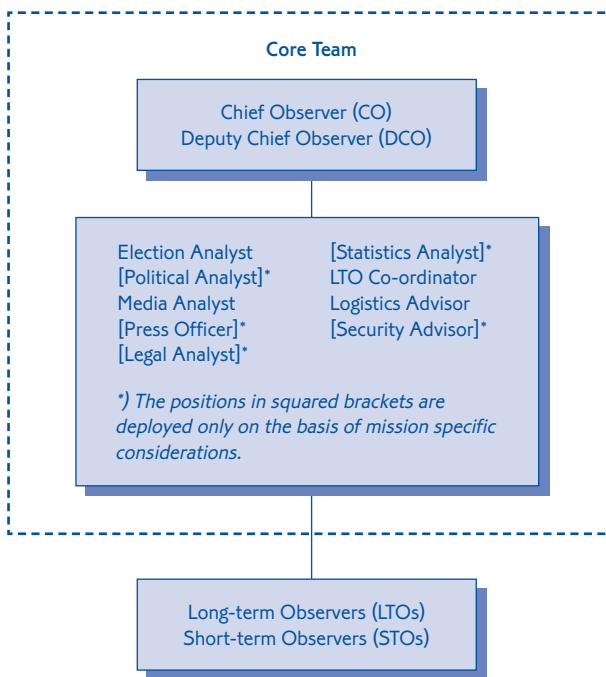 Core Team
Chief Observer (CO)
Deputy Chief Observer (DCO)
Election Analyst
[Political Analyst]*
Media Analyst
[Press Officer]*
[Legal Analyst]*
[Statistics Analyst]*
LTO Co-ordinator
Logistics Advisor
[Security Advisor]*
*) The positions in squared brackets are
deployed only on the basis of mission specific
considerations.
Long-term Observers (LTOs)
Short-term Observers (STOs)